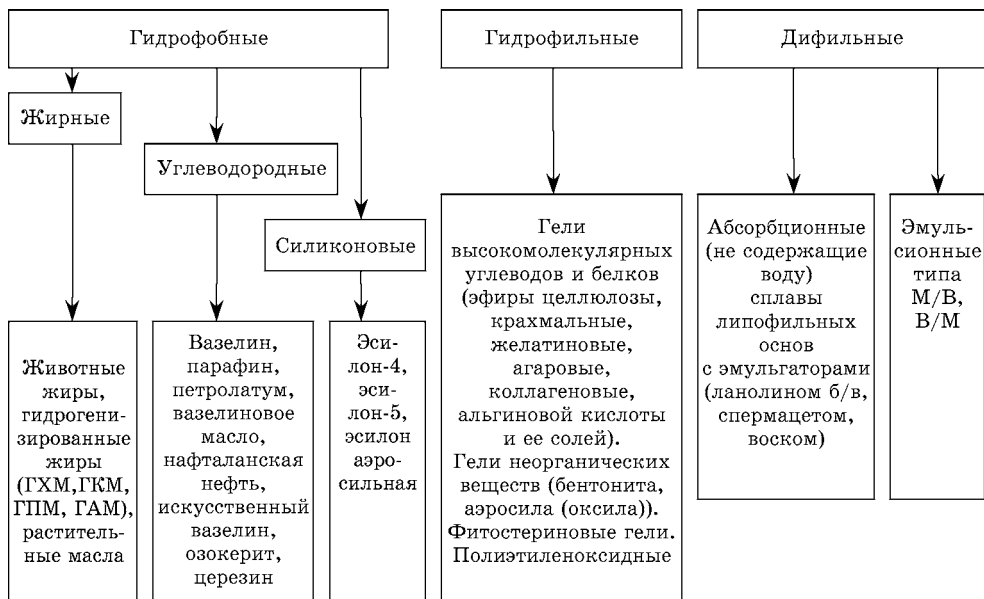 Гидрофобные
Гидрофильные
Дифильные
Жирные
Углеводородные
Силиконовые
Животные
жиры,
гидрогени-
зированные
жиры
(ГХМ,ГКМ,
ГПМ, ГАМ),
раститель-
ные масла
Вазелин,
парафин,
петролатум,
вазелиновое
масло,
нафталанская
нефть,
искусственный
вазелин,
озокерит,
церезин
Эси-
лон-4,
эси-
лон-5,
эсилон
аэро-
сильная
Гели
высокомолекулярных
углеводов и белков
(эфиры целлюлозы,
крахмальные,
желатиновые,
агаровые,
коллагеновые,
альгиновой кислоты
и ее солей).
Гели неорганических
веществ (бентонита,
аэросила (оксила)).
Фитостериновые гели.
Полиэтиленоксидные
Абсорбционные
(не содержащие
воду)
сплавы
липофильных
основ
с эмульгаторами
(ланолином б/в,
спермацетом,
воском)
Эмуль-
сионные
типа
М/В,
В/М